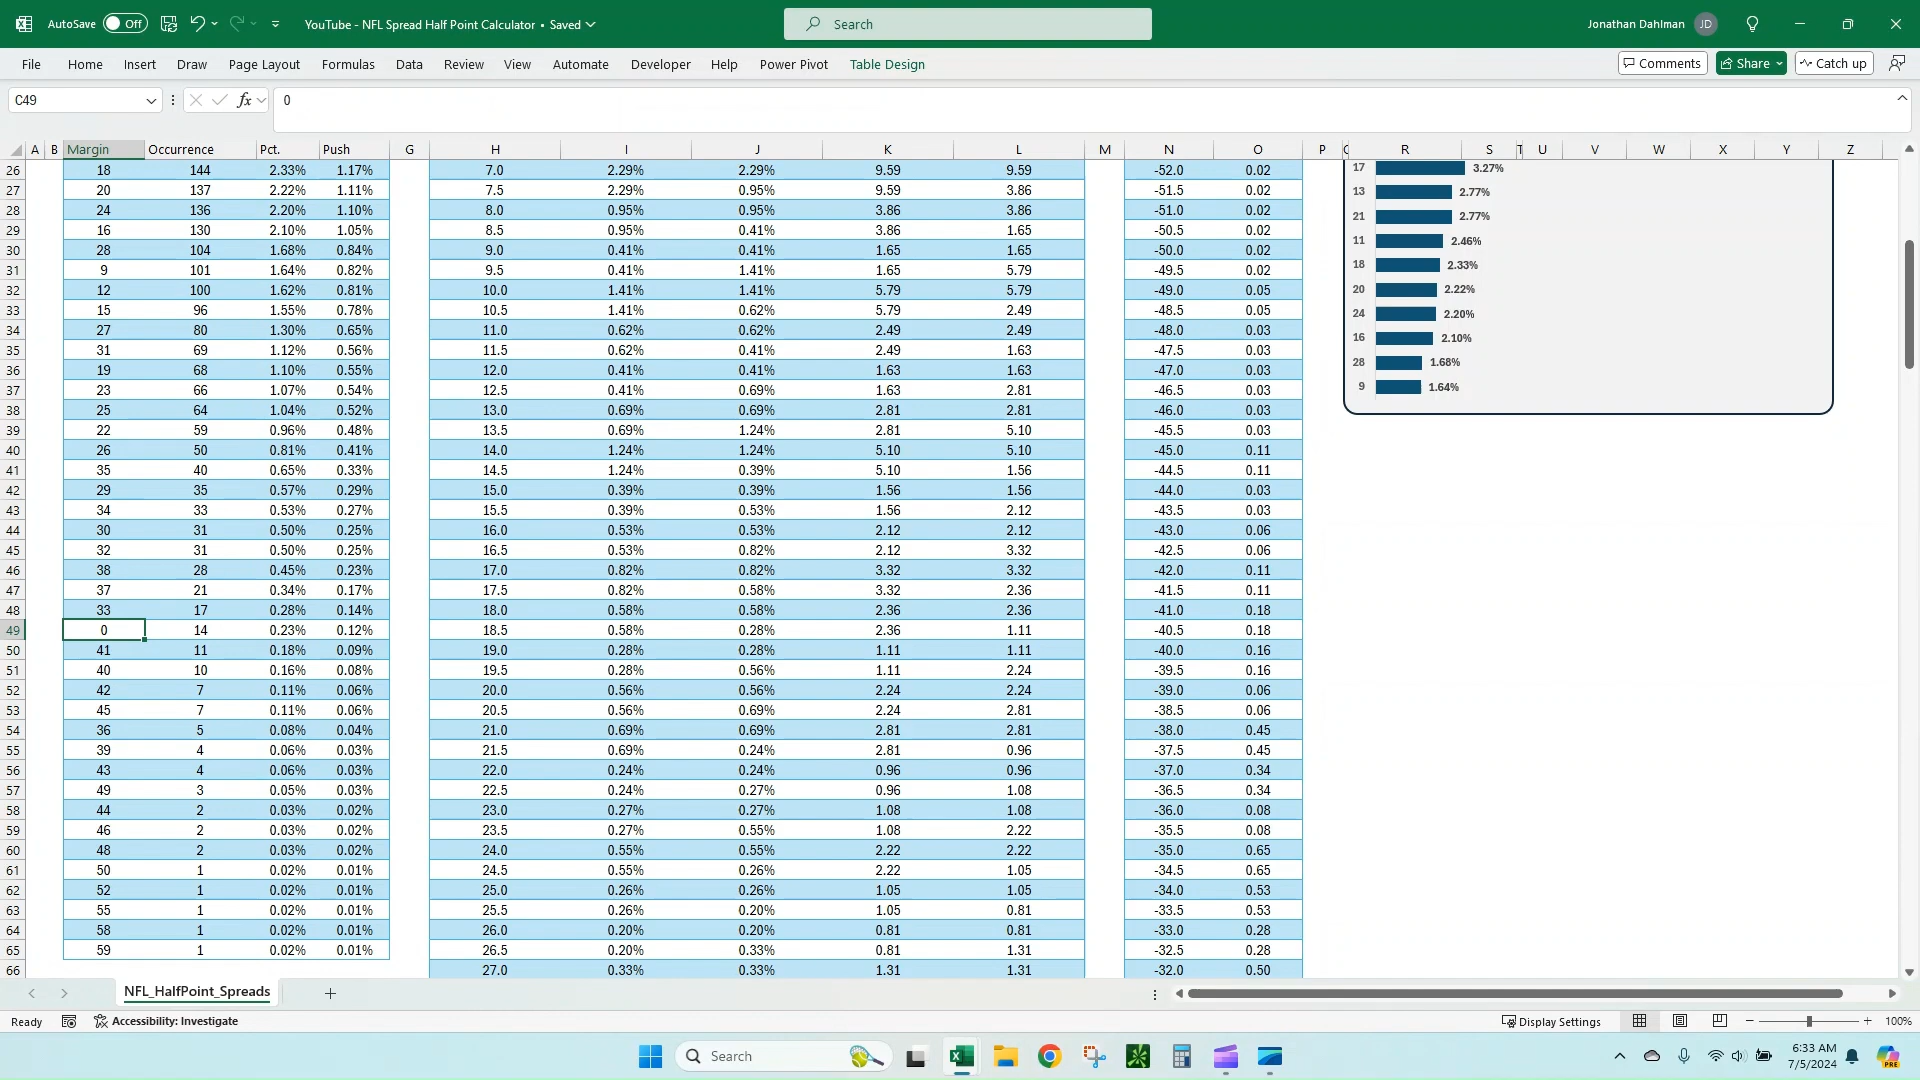 AutoSave Off YouTube - NFL Spread Half Point Calculator • Saved Search Jonathan Dahlman JD
File Home Insert Draw Page Layout Formulas Data Review View Automate Developer Help Power Pivot Table Design Comments Share Catch up
C49 fx 0
A B Margin Occurrence Pct. Push G H I J K L M N O P Q R S T U V W X Y Z
26 18 144 2.33% 1.17% 7.0 2.29% 2.29% 9.59 9.59 -52.0 0.02
27 20 137 2.22% 1.11% 7.5 2.29% 0.95% 9.59 3.86 -51.5 0.02
28 24 136 2.20% 1.10% 8.0 0.95% 0.95% 3.86 3.86 -51.0 0.02
29 16 130 2.10% 1.05% 8.5 0.95% 0.41% 3.86 1.65 -50.5 0.02
30 28 104 1.68% 0.84% 9.0 0.41% 0.41% 1.65 1.65 -50.0 0.02
31 9 101 1.64% 0.82% 9.5 0.41% 1.41% 1.65 5.79 -49.5 0.02
32 12 100 1.62% 0.81% 10.0 1.41% 1.41% 5.79 5.79 -49.0 0.05
33 15 96 1.55% 0.78% 10.5 1.41% 0.62% 5.79 2.49 -48.5 0.05
34 27 80 1.30% 0.65% 11.0 0.62% 0.62% 2.49 2.49 -48.0 0.03
35 31 69 1.12% 0.56% 11.5 0.62% 0.41% 2.49 1.63 -47.5 0.03
36 19 68 1.10% 0.55% 12.0 0.41% 0.41% 1.63 1.63 -47.0 0.03
37 23 66 1.07% 0.54% 12.5 0.41% 0.69% 1.63 2.81 -46.5 0.03
38 25 64 1.04% 0.52% 13.0 0.69% 0.69% 2.81 2.81 -46.0 0.03
39 22 59 0.96% 0.48% 13.5 0.69% 1.24% 2.81 5.10 -45.5 0.03
40 26 50 0.81% 0.41% 14.0 1.24% 1.24% 5.10 5.10 -45.0 0.11
41 35 40 0.65% 0.33% 14.5 1.24% 0.39% 5.10 1.56 -44.5 0.11
42 29 35 0.57% 0.29% 15.0 0.39% 0.39% 1.56 1.56 -44.0 0.03
43 34 33 0.53% 0.27% 15.5 0.39% 0.53% 1.56 2.12 -43.5 0.03
44 30 31 0.50% 0.25% 16.0 0.53% 0.53% 2.12 2.12 -43.0 0.06
45 32 31 0.50% 0.25% 16.5 0.53% 0.82% 2.12 3.32 -42.5 0.06
46 38 28 0.45% 0.23% 17.0 0.82% 0.82% 3.32 3.32 -42.0 0.11
47 37 21 0.34% 0.17% 17.5 0.82% 0.58% 3.32 2.36 -41.5 0.11
48 33 17 0.28% 0.14% 18.0 0.58% 0.58% 2.36 2.36 -41.0 0.18
49 0 14 0.23% 0.12% 18.5 0.58% 0.28% 2.36 1.11 -40.5 0.18
50 41 11 0.18% 0.09% 19.0 0.28% 0.28% 1.11 1.11 -40.0 0.16
51 40 10 0.16% 0.08% 19.5 0.28% 0.56% 1.11 2.24 -39.5 0.16
52 42 7 0.11% 0.06% 20.0 0.56% 0.56% 2.24 2.24 -39.0 0.06
53 45 7 0.11% 0.06% 20.5 0.56% 0.69% 2.24 2.81 -38.5 0.06
54 36 5 0.08% 0.04% 21.0 0.69% 0.69% 2.81 2.81 -38.0 0.45
55 39 4 0.06% 0.03% 21.5 0.69% 0.24% 2.81 0.96 -37.5 0.45
56 43 4 0.06% 0.03% 22.0 0.24% 0.24% 0.96 0.96 -37.0 0.34
57 49 3 0.05% 0.03% 22.5 0.24% 0.27% 0.96 1.08 -36.5 0.34
58 44 2 0.03% 0.02% 23.0 0.27% 0.27% 1.08 1.08 -36.0 0.08
59 46 2 0.03% 0.02% 23.5 0.27% 0.55% 1.08 2.22 -35.5 0.08
60 48 2 0.03% 0.02% 24.0 0.55% 0.55% 2.22 2.22 -35.0 0.65
61 50 1 0.02% 0.01% 24.5 0.55% 0.26% 2.22 1.05 -34.5 0.65
62 52 1 0.02% 0.01% 25.0 0.26% 0.26% 1.05 1.05 -34.0 0.53
63 55 1 0.02% 0.01% 25.5 0.26% 0.20% 1.05 0.81 -33.5 0.53
64 58 1 0.02% 0.01% 26.0 0.20% 0.20% 0.81 0.81 -33.0 0.28
65 59 1 0.02% 0.01% 26.5 0.20% 0.33% 0.81 1.31 -32.5 0.28
66 27.0 0.33% 0.33% 1.31 1.31 -32.0 0.50
17 3.27%
13 2.77%
21 2.77%
11 2.46%
18 2.33%
20 2.22%
24 2.20%
16 2.10%
28 1.68%
9 1.64%
NFL_HalfPoint_Spreads
Ready Accessibility: Investigate Display Settings 100%
Search 6:33 AM
7/5/2024
PRE